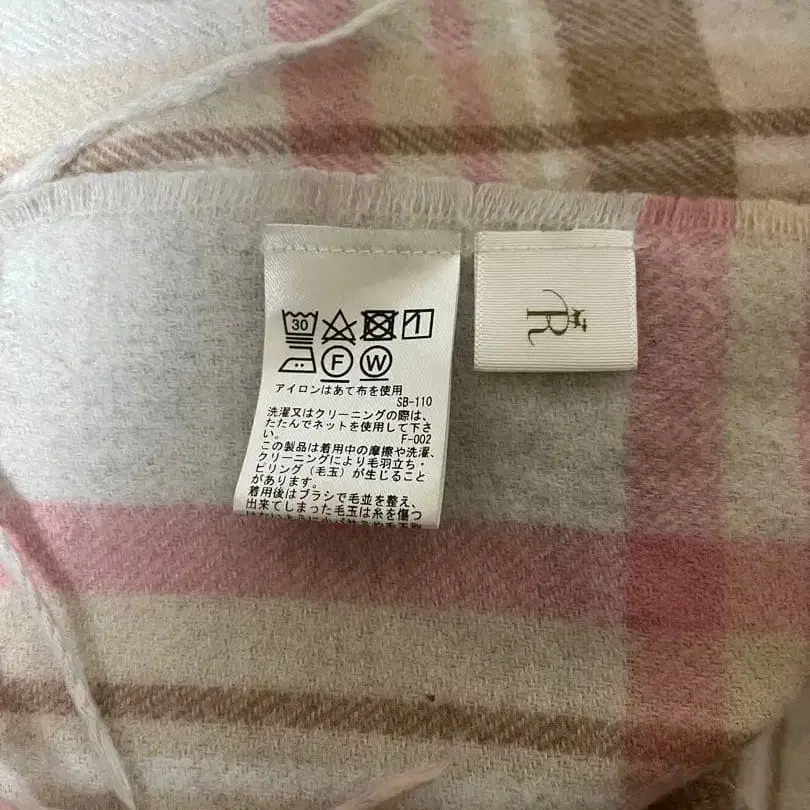 30
F W
アイロンはあて布を使用
SB-110
洗濯又はクリーニングの際は、
たたんでネットを使用して下さ
い。 F-002
この製品は着用中の摩擦や洗濯、
クリーニングにより毛羽立ち・
ピリング(毛玉)が生じること
があります。
着用後はブラシで毛並を整え、
出来てしまった毛玉は糸を傷つ
R